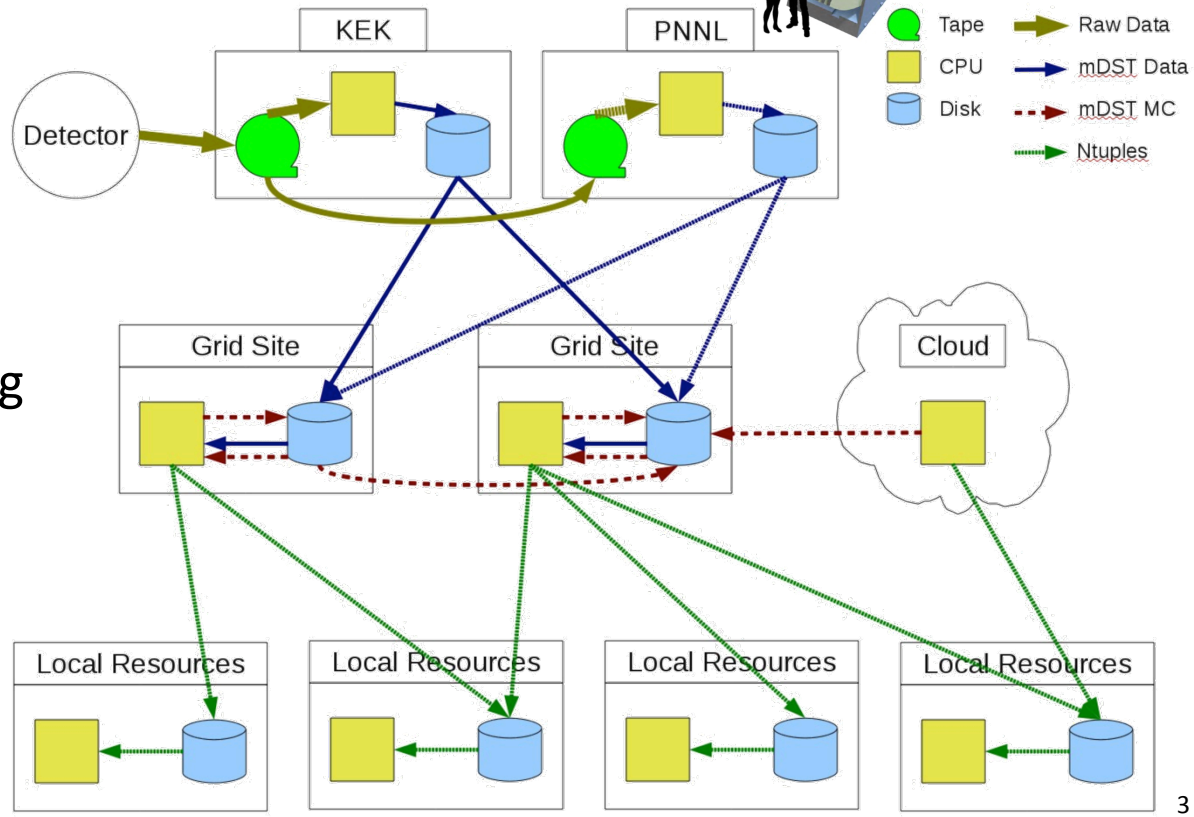 KEK
PNNL
Tape
Raw Data
CPU
mDST Data
Disk
mDST MC
Ntuples
Detector
Grid Site
Grid Site
Cloud
g
Local Resources
Local Resources
Local Resources
Local Resources
3